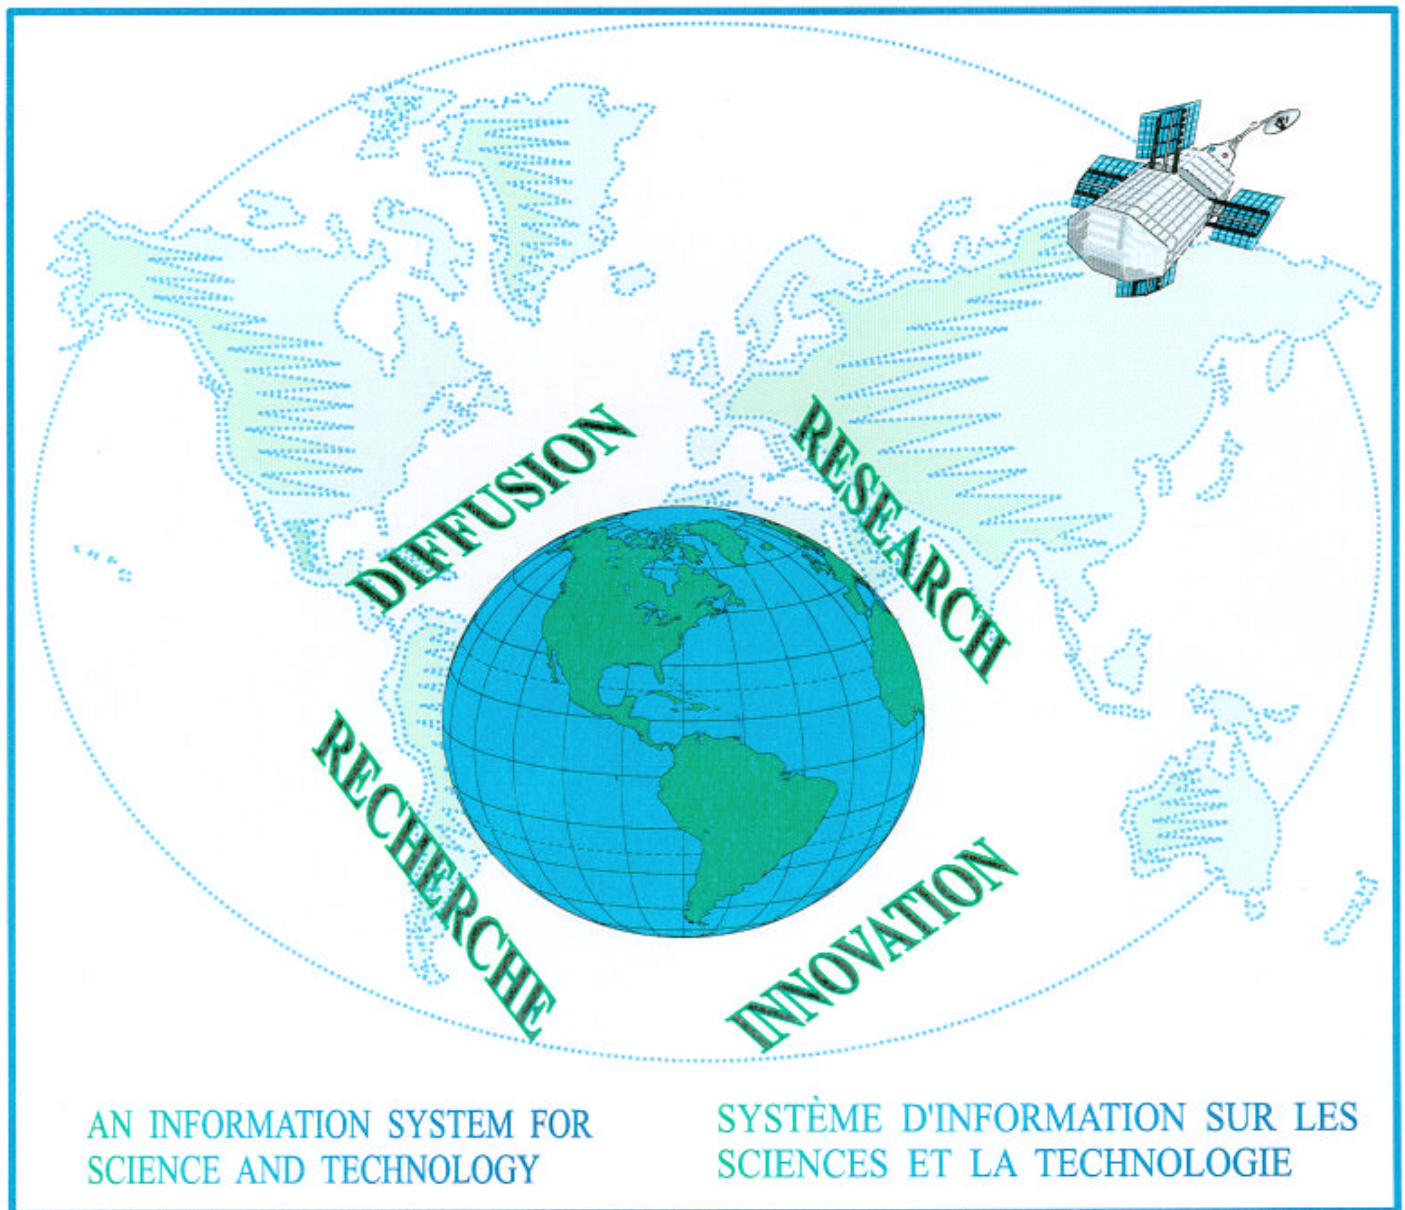 DIFFUSION
RESEARCH
RECHERCHE
INNOVATION
AN INFORMATION SYSTEM FOR
SCIENCE AND TECHNOLOGY
SYSTÈME D'INFORMATION SUR LES
SCIENCES ET LA TECHNOLOGIE